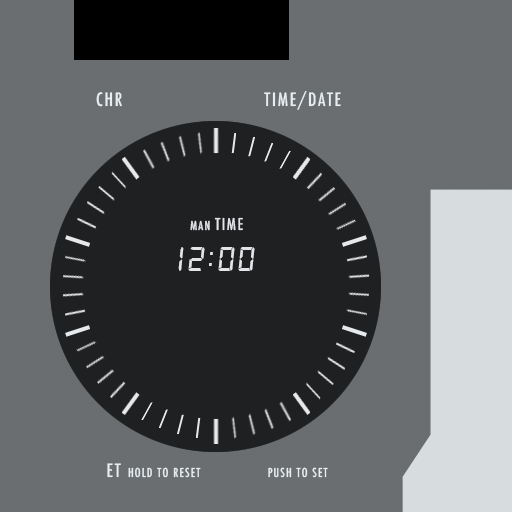 CHR
TIME/DATE
MAN TIME
12:00
ET HOLD TO RESET
PUSH TO SET